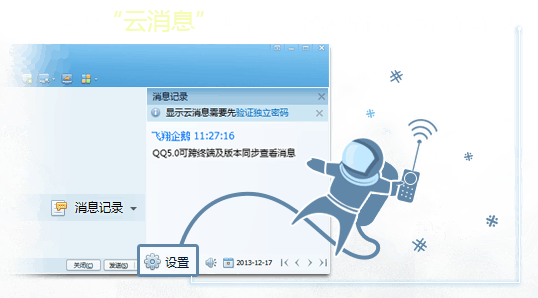 “云消息”
消息记录
显示云消息需要先验证独立密码
飞翔企鹅 11:27:16
QQ5.0可跨终端及版本同步查看消息
消息记录
关闭(C) 发送(S) 设置 2013-12-17